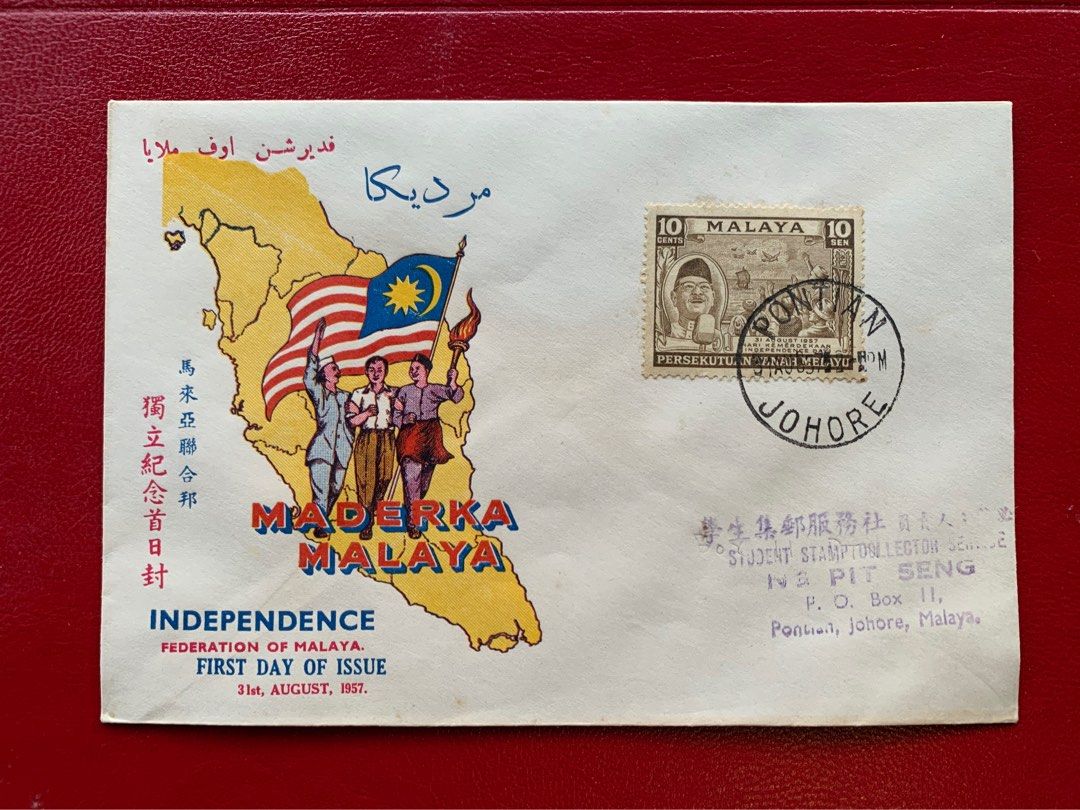 فديرشن اوف ملايا
مرديكا
馬來亞聯合邦
獨立紀念首日封
MADERKA
MALAYA
INDEPENDENCE
FEDERATION OF MALAYA.
FIRST DAY OF ISSUE
31st, AUGUST, 1957.
10 CENTS MALAYA 10 SEN
31 AUGUST 1957
HARI KEMERDEKAAN
INDEPENDENCE DAY
PERSEKUTUAN TANAH MELAYU
PONTIAN
JOHORE
學生集郵服務社
STUDENT STAMP COLLECTOR SERVICE
NG PIT SENG
P. O. Box 11,
Pontian, Johore, Malaya.